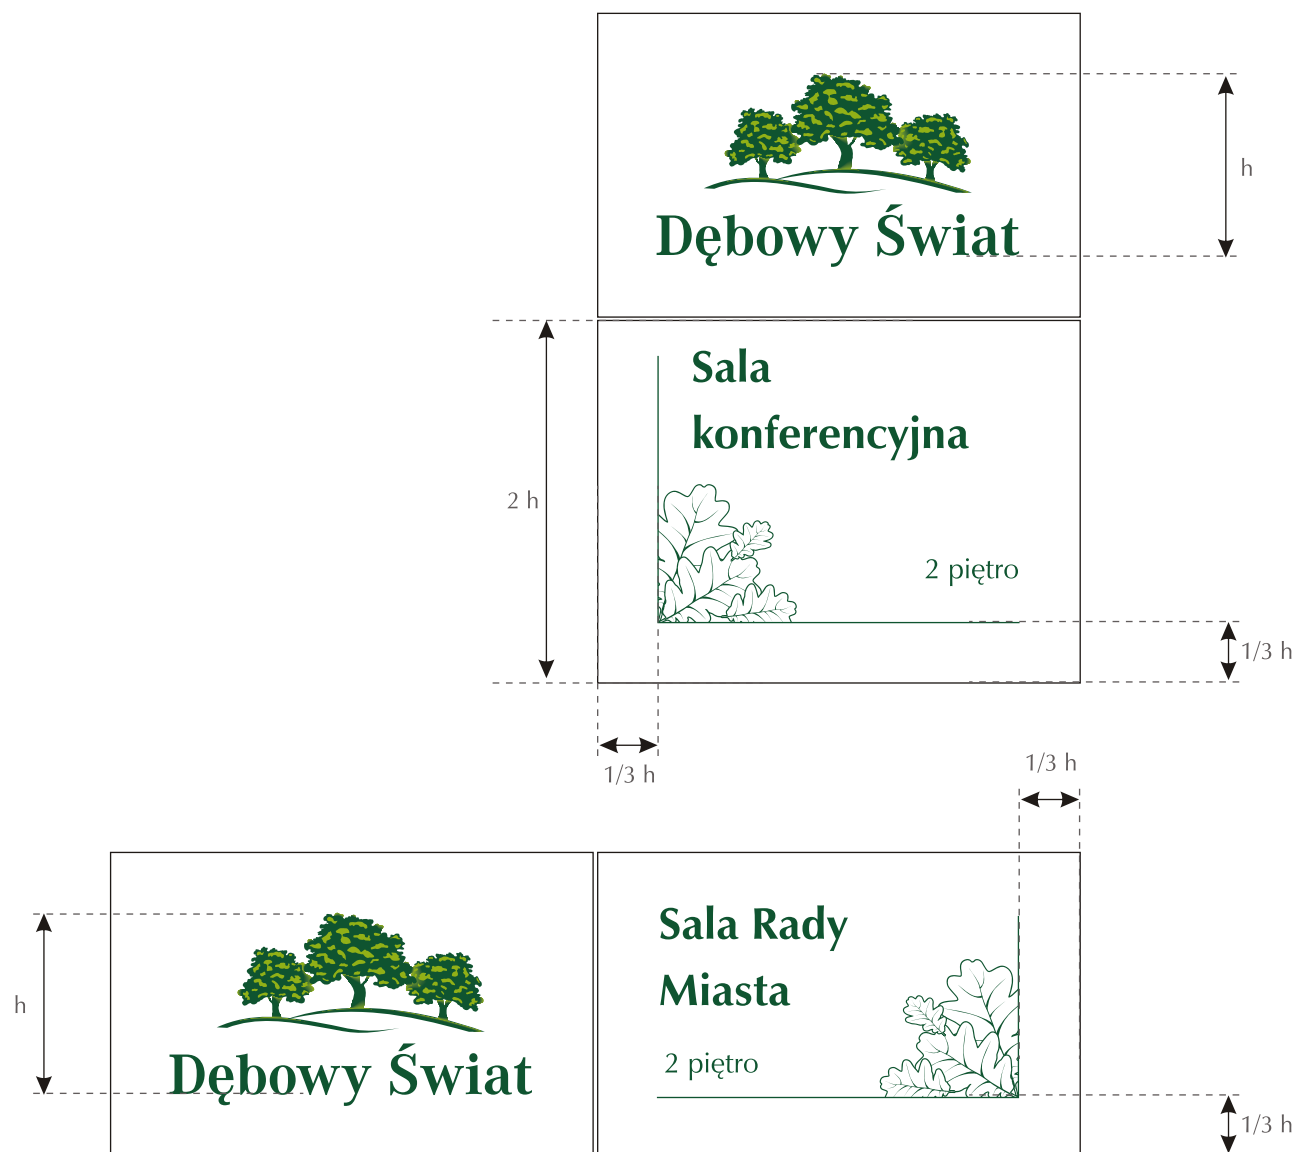 h
Dębowy Świat
Sala
konferencyjna
2 h
2 piętro
1/3 h
1/3 h
1/3 h
Sala Rady
Miasta
h
2 piętro
Dębowy Świat
1/3 h